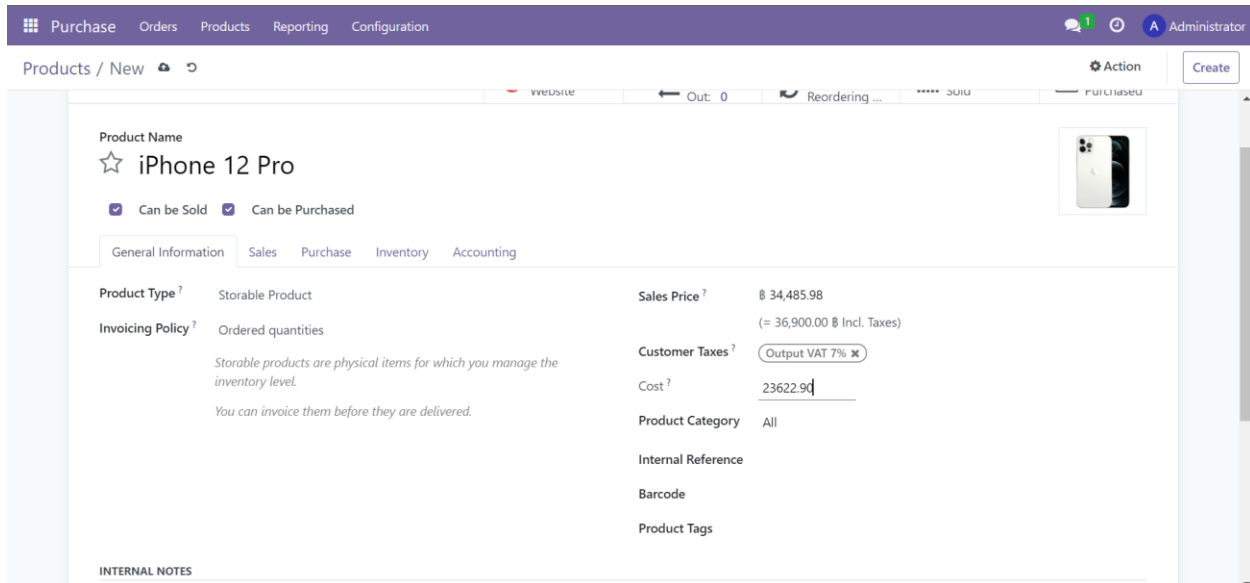 Purchase Orders Products Reporting Configuration 1 A Administrator
Products / New Action Create
Website Out: 0 Reordering ... Sold Purchased
Product Name
iPhone 12 Pro
Can be Sold Can be Purchased
General Information Sales Purchase Inventory Accounting
Product Type ? Storable Product
Invoicing Policy ? Ordered quantities
Storable products are physical items for which you manage the
inventory level.
You can invoice them before they are delivered.
Sales Price ? ฿ 34,485.98
(= 36,900.00 ฿ Incl. Taxes)
Customer Taxes ? Output VAT 7% ✖
Cost ? 23622.90
Product Category All
Internal Reference
Barcode
Product Tags
INTERNAL NOTES